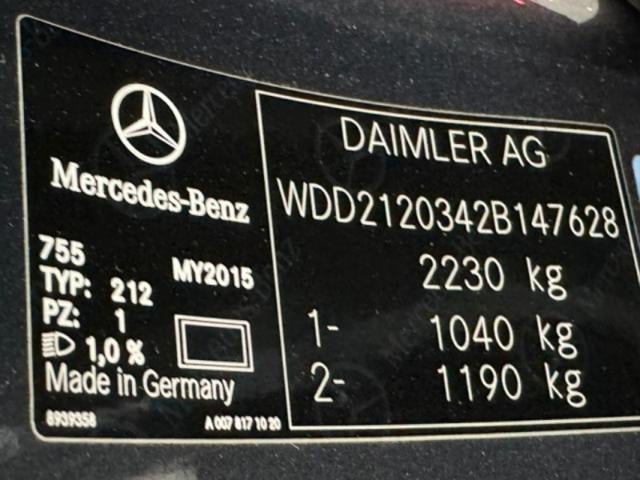 Mercedes-Benz
755 MY2015
TYP: 212
PZ: 1
1,0 %
Made in Germany
8939358 A 007 817 10 20
DAIMLER AG
WDD2120342B147628
2230 kg
1- 1040 kg
2- 1190 kg